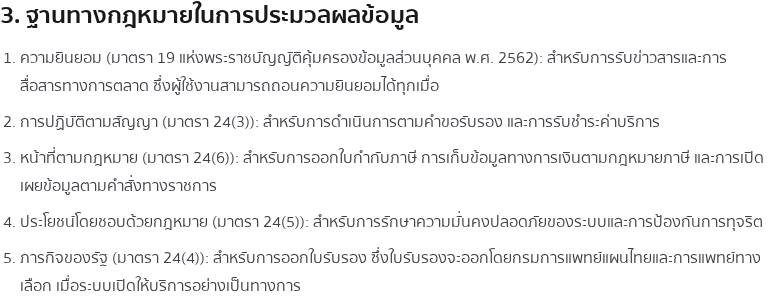 3. ฐานทางกฎหมายในการประมวลผลข้อมูล
1. ความยินยอม (มาตรา 19 แห่งพระราชบัญญัติคุ้มครองข้อมูลส่วนบุคคล พ.ศ. 2562): สำหรับการรับข่าวสารและการ
สื่อสารทางการตลาด ซึ่งผู้ใช้งานสามารถถอนความยินยอมได้ทุกเมื่อ
2. การปฏิบัติตามสัญญา (มาตรา 24(3)): สำหรับการดำเนินการตามคำขอรับรอง และการรับชำระค่าบริการ
3. หน้าที่ตามกฎหมาย (มาตรา 24(6)): สำหรับการออกใบกำกับภาษี การเก็บข้อมูลทางการเงินตามกฎหมายภาษี และการเปิด
เผยข้อมูลตามคำสั่งทางราชการ
4. ประโยชน์โดยชอบด้วยกฎหมาย (มาตรา 24(5)): สำหรับการรักษาความมั่นคงปลอดภัยของระบบและการป้องกันการทุจริต
5. ภารกิจของรัฐ (มาตรา 24(4)): สำหรับการออกใบรับรอง ซึ่งใบรับรองจะออกโดยกรมการแพทย์แผนไทยและการแพทย์ทาง
เลือก เมื่อระบบเปิดให้บริการอย่างเป็นทางการ